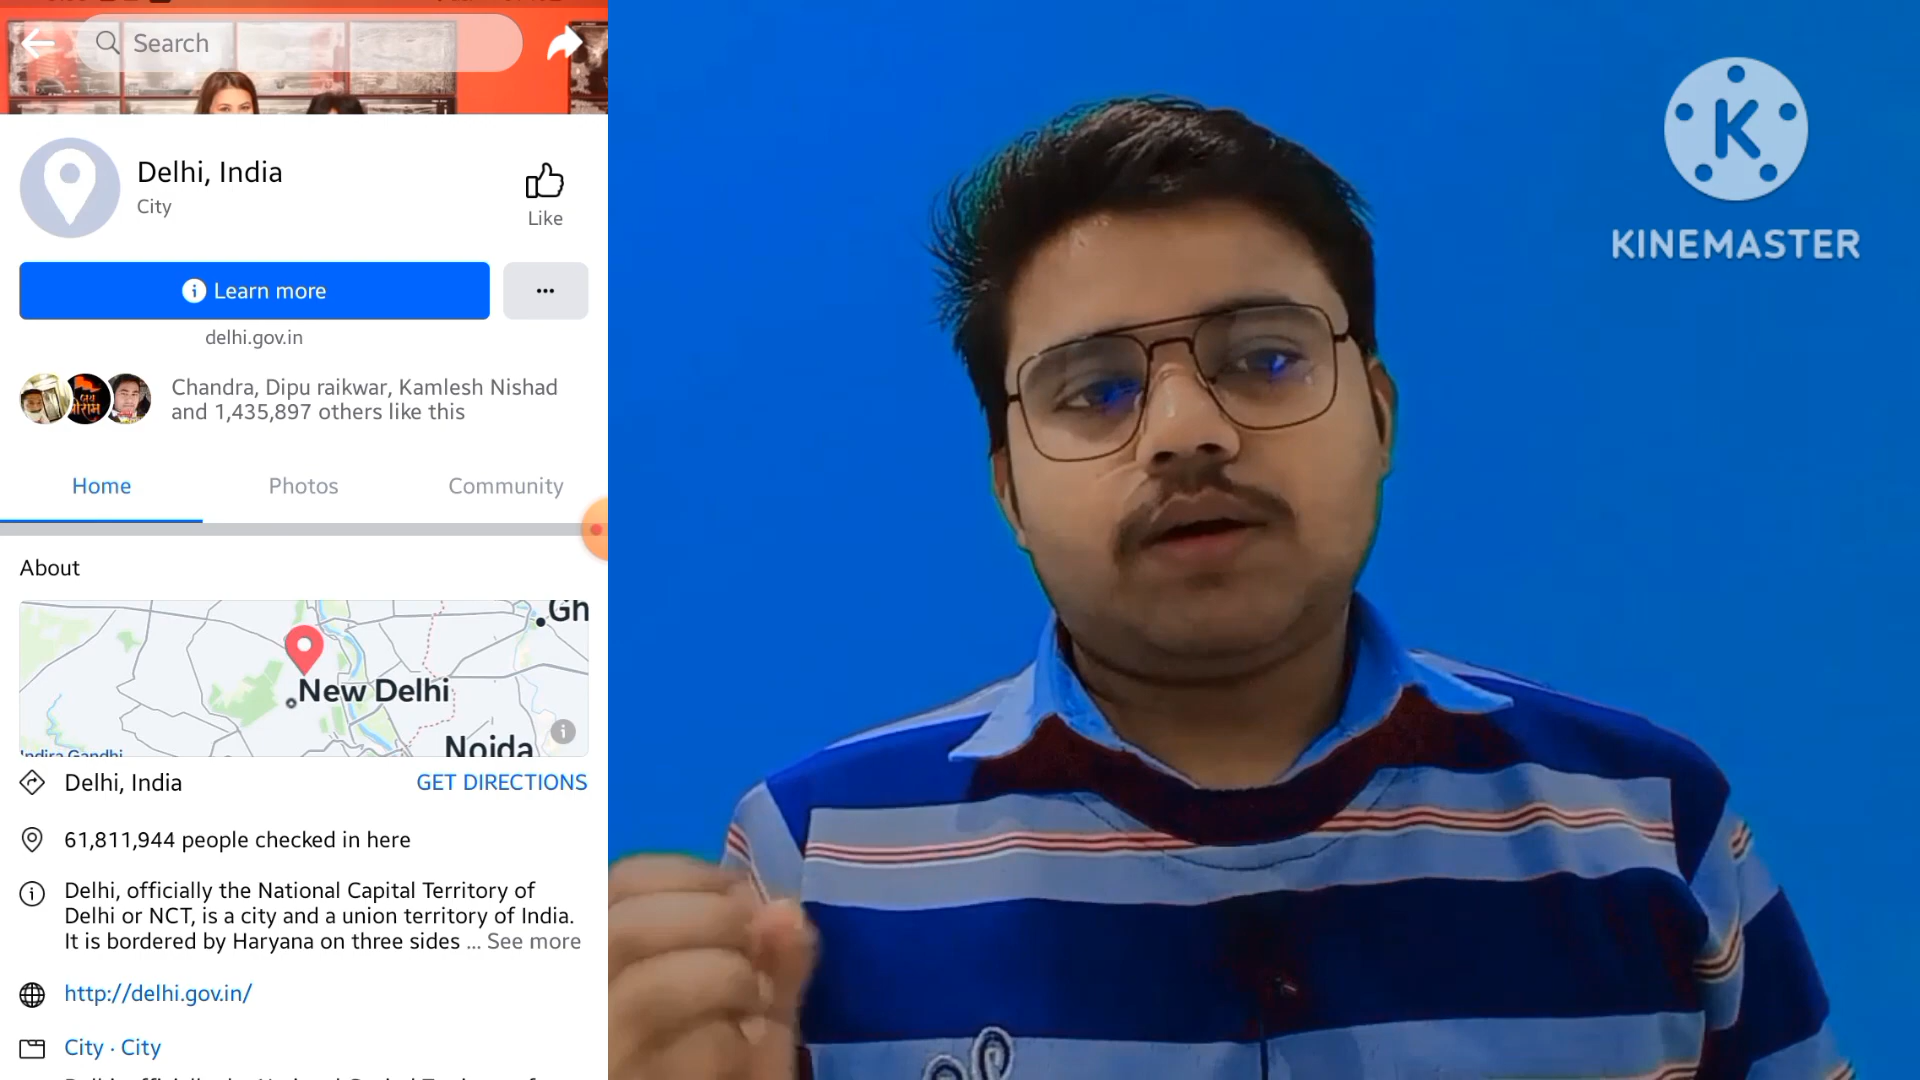 Search
Delhi, India
City
Like
Learn more
delhi.gov.in
Chandra, Dipu raikwar, Kamlesh Nishad
and 1,435,897 others like this
Home
Photos
Community
About
Gh
New Delhi
Noida
Indira Gandhi
Delhi, India
GET DIRECTIONS
61,811,944 people checked in here
Delhi, officially the National Capital Territory of
Delhi or NCT, is a city and a union territory of India.
It is bordered by Haryana on three sides ... See more
http://delhi.gov.in/
City · City
K
KINEMASTER